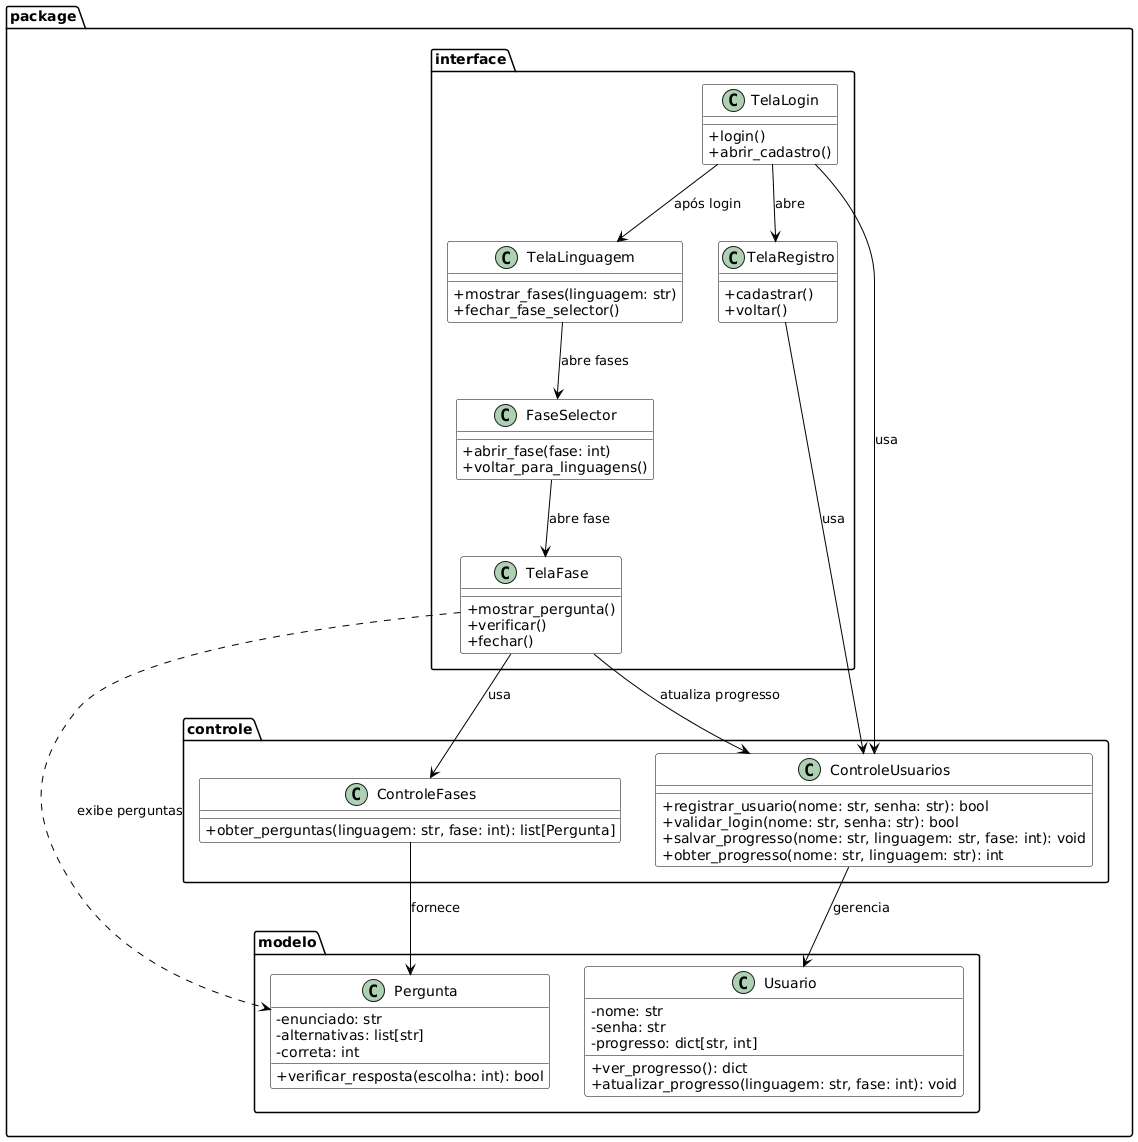 package
interface
C TelaLogin
+login()
+abrir_cadastro()
após login
abre
C TelaLinguagem
+mostrar_fases(linguagem: str)
+fechar_fase_selector()
C TelaRegistro
+cadastrar()
+voltar()
abre fases
C FaseSelector
+abrir_fase(fase: int)
+voltar_para_linguagens()
usa
abre fase
usa
C TelaFase
+mostrar_pergunta()
+verificar()
+fechar()
usa
atualiza progresso
controle
C ControleFases
+obter_perguntas(linguagem: str, fase: int): list[Pergunta]
C ControleUsuarios
+registrar_usuario(nome: str, senha: str): bool
+validar_login(nome: str, senha: str): bool
+salvar_progresso(nome: str, linguagem: str, fase: int): void
+obter_progresso(nome: str, linguagem: str): int
exibe perguntas
fornece
gerencia
modelo
C Pergunta
-enunciado: str
-alternativas: list[str]
-correta: int
+verificar_resposta(escolha: int): bool
C Usuario
-nome: str
-senha: str
-progresso: dict[str, int]
+ver_progresso(): dict
+atualizar_progresso(linguagem: str, fase: int): void